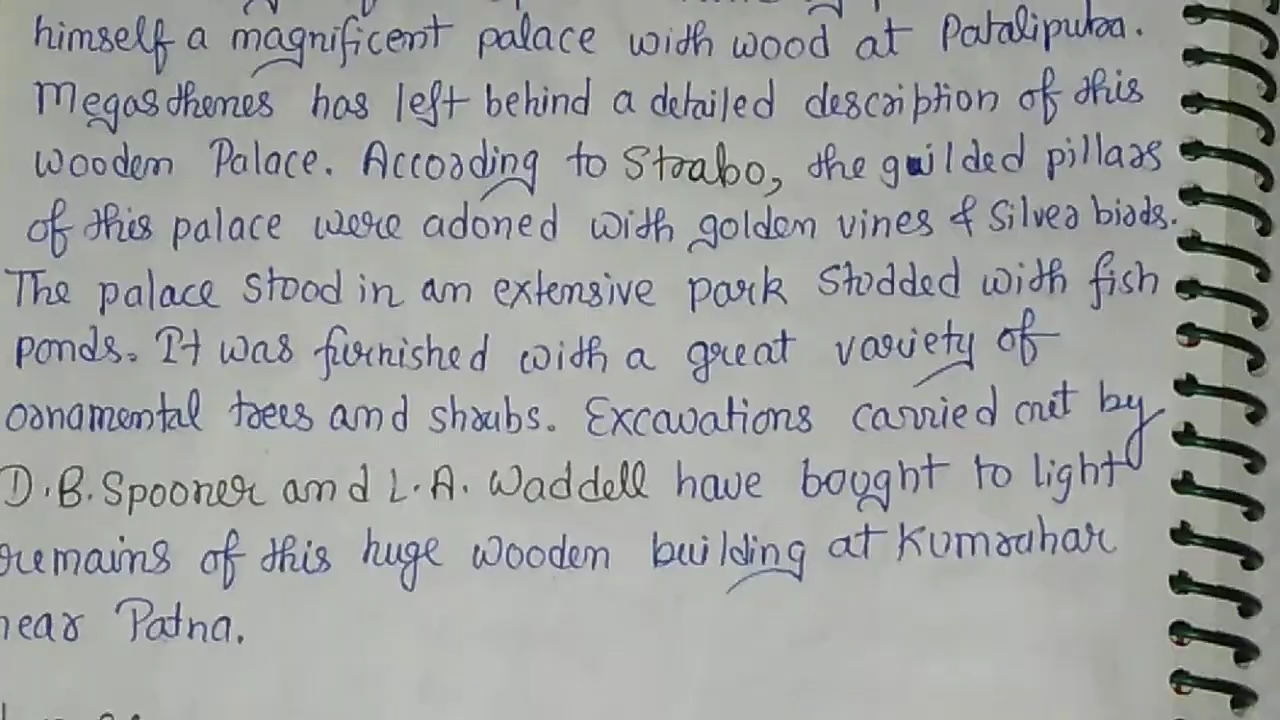 himself a magnificent palace with wood at Pataliputra.
Megasthenes has left behind a detailed description of this
wooden Palace. According to Strabo, the guilded pillars
of this palace were adoned with golden vines & silver birds.
The palace stood in an extensive park studded with fish
ponds. It was furnished with a great variety of
ornamental trees and shrubs. Excavations carried out by
D.B. Spooner and L.A. Waddell have bought to light
remains of this huge wooden building at Kumrahar
near Patna.